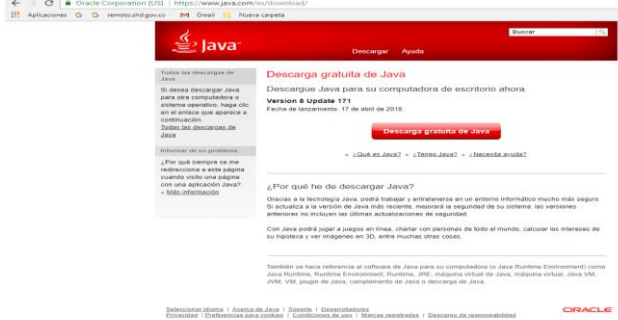 Oracle Corporation [US] | https://www.java.com/es/download/
Aplicaciones G G remoto.shd.gov.co M Gmail Nueva carpeta
Buscar
Java
Descargar Ayuda
Todas las descargas de
Java
Si desea descargar Java
para otra computadora o
sistema operativo, haga clic
en el enlace que aparece a
continuación.
Todas las descargas de
Java
Informar de un problema
¿Por qué siempre se me
redirecciona a esta página
cuando visito una página
con una aplicación Java?
» Más información
Descarga gratuita de Java
Descargue Java para su computadora de escritorio ahora
Version 8 Update 171
Fecha de lanzamiento: 17 de abril de 2018
Descarga gratuita de Java
» ¿Qué es Java? » ¿Tengo Java? » ¿Necesita ayuda?
¿Por qué he de descargar Java?
Gracias a la tecnología Java, podrá trabajar y entretenerse en un entorno informático mucho más seguro.
Si actualiza a la versión de Java más reciente, mejorará la seguridad de su sistema; las versiones
anteriores no incluyen las últimas actualizaciones de seguridad.
Con Java podrá jugar a juegos en línea, charlar con personas de todo el mundo, calcular los intereses de
su hipoteca y ver imágenes en 3D, entre muchas otras cosas.
También se hace referencia al software de Java para su computadora (o Java Runtime Environment) como
Java Runtime, Runtime Environment, Runtime, JRE, máquina virtual de Java, máquina virtual, Java VM,
JVM, VM, plugin de Java, complemento de Java o descarga de Java.
Seleccionar idioma | Acerca de Java | Soporte | Desarrolladores
Privacidad | Preferencias para cookies | Condiciones de uso | Marcas registradas | Descargo de responsabilidad
ORACLE